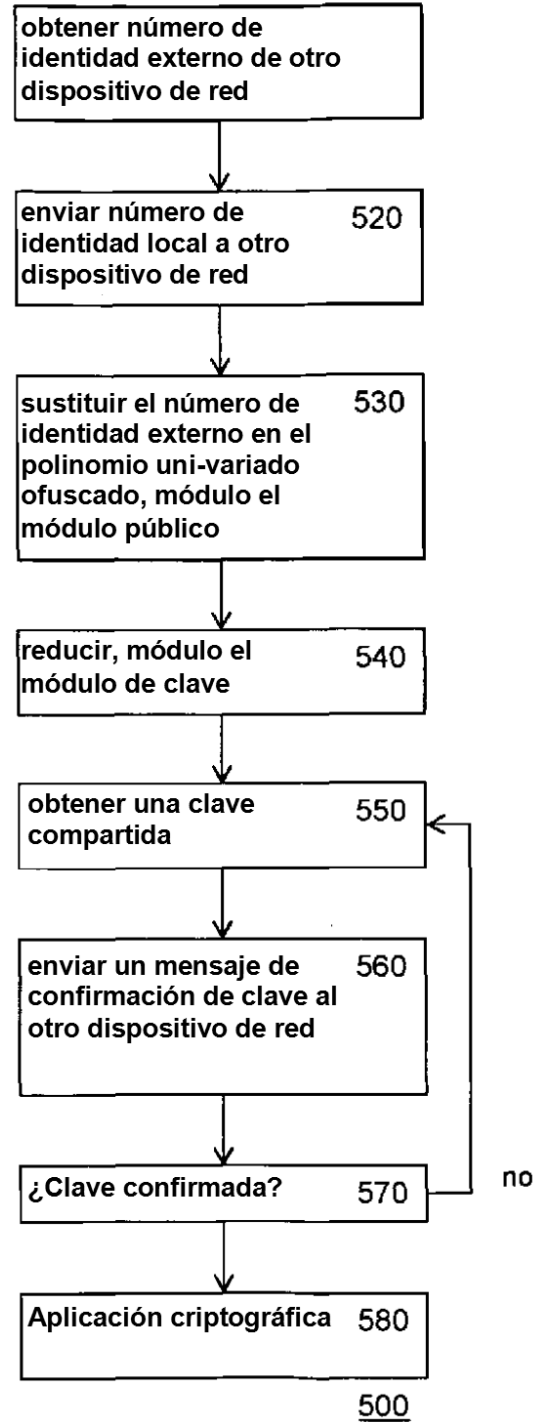 obtener número de
identidad externo de otro
dispositivo de red
enviar número de 520
identidad local a otro
dispositivo de red
sustituir el número de 530
identidad externo en el
polinomio uni-variado
ofuscado, módulo el
módulo público
reducir, módulo el 540
módulo de clave
obtener una clave 550
compartida
enviar un mensaje de 560
confirmación de clave al
otro dispositivo de red
¿Clave confirmada? 570
no
Aplicación criptográfica 580
500